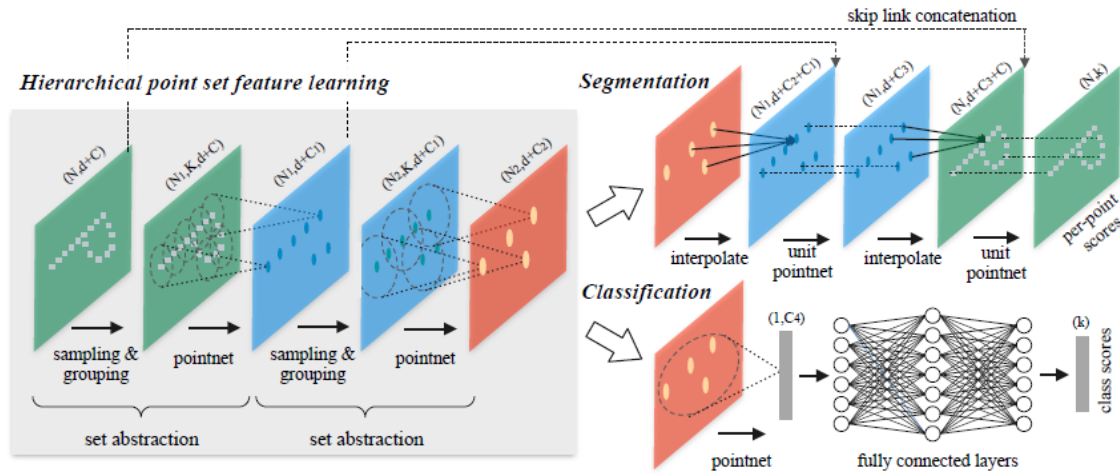 skip link concatenation
Hierarchical point set feature learning
(N,d+C)
(N1,K,d+C)
(N1,d+C1)
(N2,K,d+C1)
(N2,d+C2)
sampling &
grouping
pointnet
sampling &
grouping
pointnet
set abstraction
set abstraction
Segmentation
(N1,d+C2+C1)
(N1,d+C3)
(N,d+C3+C)
(N,k)
per-point
scores
interpolate
unit
pointnet
interpolate
unit
pointnet
Classification
(1,C4)
(k)
class scores
pointnet
fully connected layers